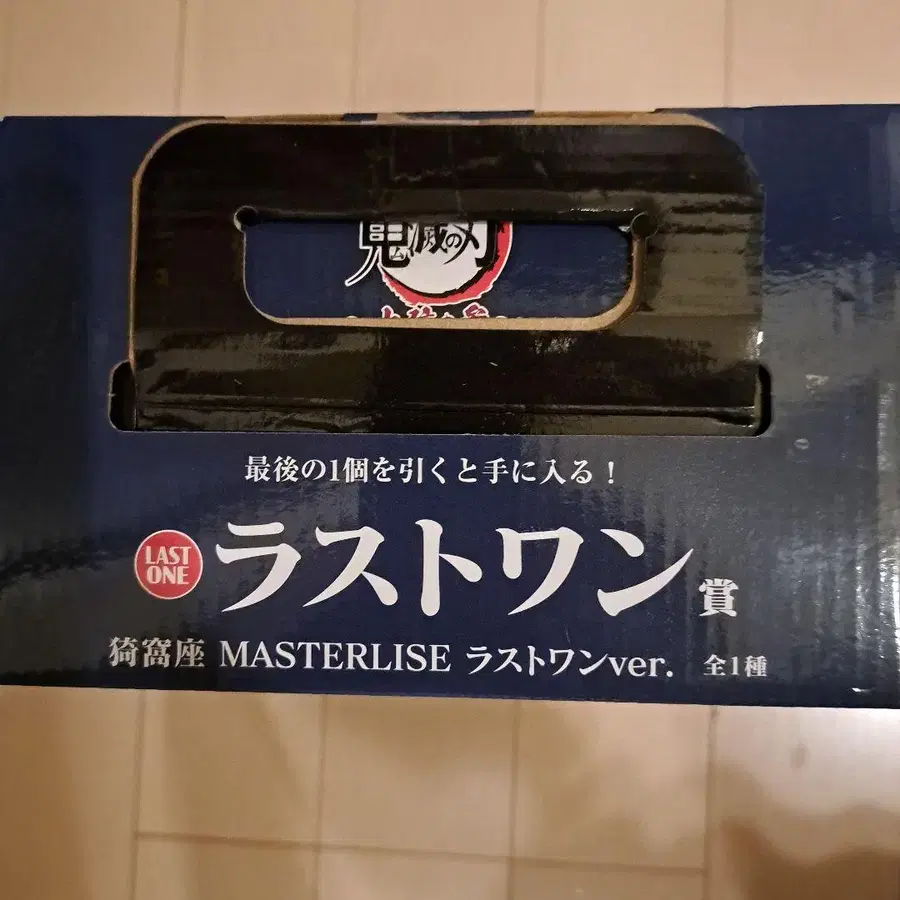 鬼滅の刃
最後の1個を引くと手に入る！
LAST
ONE
ラストワン賞
猗窩座 MASTERLISE ラストワンver. 全1種